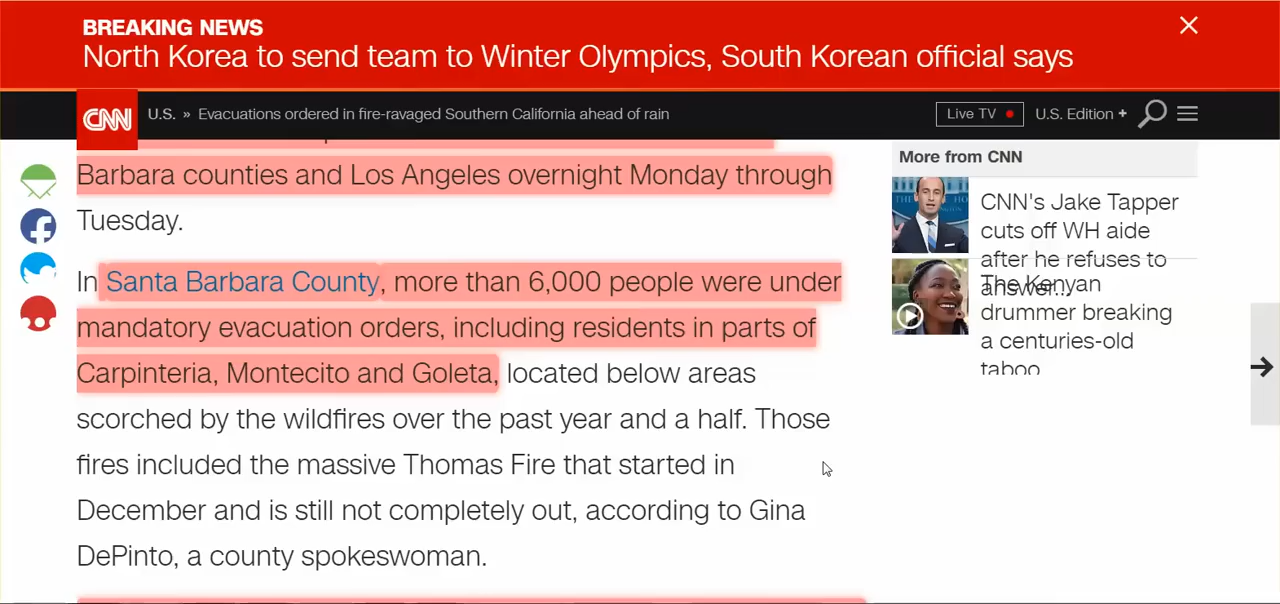 BREAKING NEWS
North Korea to send team to Winter Olympics, South Korean official says
CNN
U.S. » Evacuations ordered in fire-ravaged Southern California ahead of rain
Live TV
U.S. Edition +
Barbara counties and Los Angeles overnight Monday through
Tuesday.
In Santa Barbara County, more than 6,000 people were under
mandatory evacuation orders, including residents in parts of
Carpinteria, Montecito and Goleta, located below areas
scorched by the wildfires over the past year and a half. Those
fires included the massive Thomas Fire that started in
December and is still not completely out, according to Gina
DePinto, a county spokeswoman.
More from CNN
CNN's Jake Tapper
cuts off WH aide
after he refuses to
answer...
The Kenyan
drummer breaking
a centuries-old
taboo